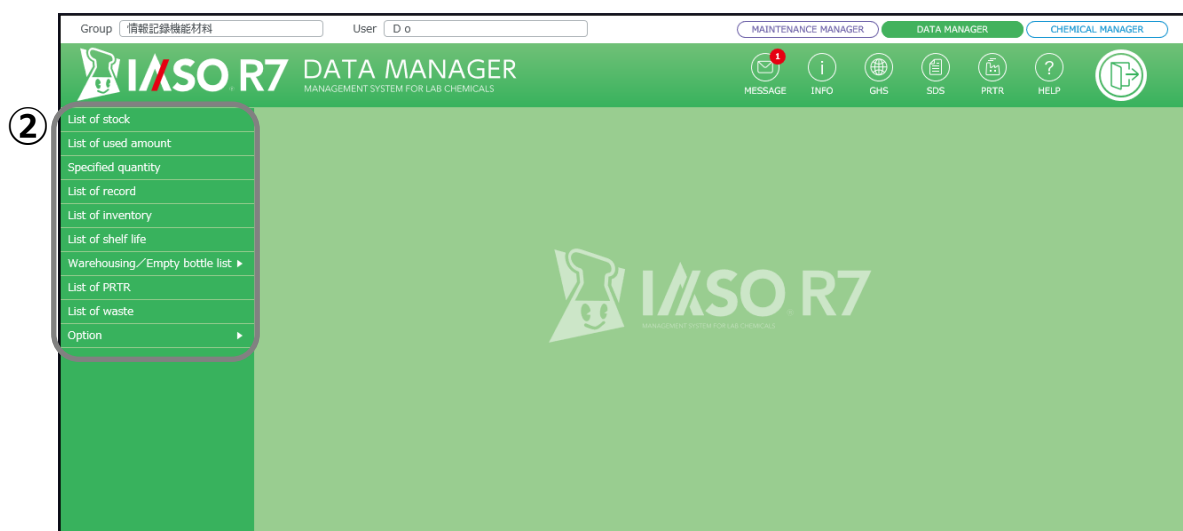 Group 情報記録機能材料 User D o MAINTENANCE MANAGER DATA MANAGER CHEMICAL MANAGER
IASO R7 DATA MANAGER
MANAGEMENT SYSTEM FOR LAB CHEMICALS
1
MESSAGE INFO GHS SDS PRTR HELP
②
List of stock
List of used amount
Specified quantity
List of record
List of inventory
List of shelf life
Warehousing／Empty bottle list ▶
List of PRTR
List of waste
Option ▶
IASO R7
MANAGEMENT SYSTEM FOR LAB CHEMICALS